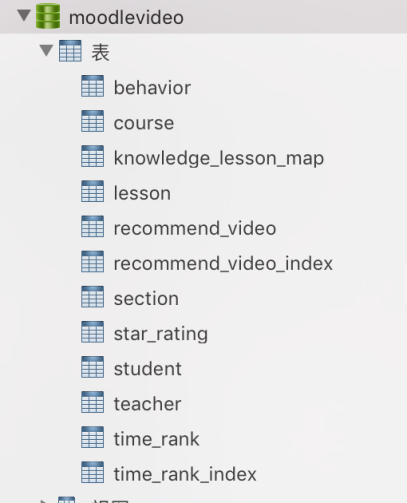 moodlevideo
表
behavior
course
knowledge_lesson_map
lesson
recommend_video
recommend_video_index
section
star_rating
student
teacher
time_rank
time_rank_index